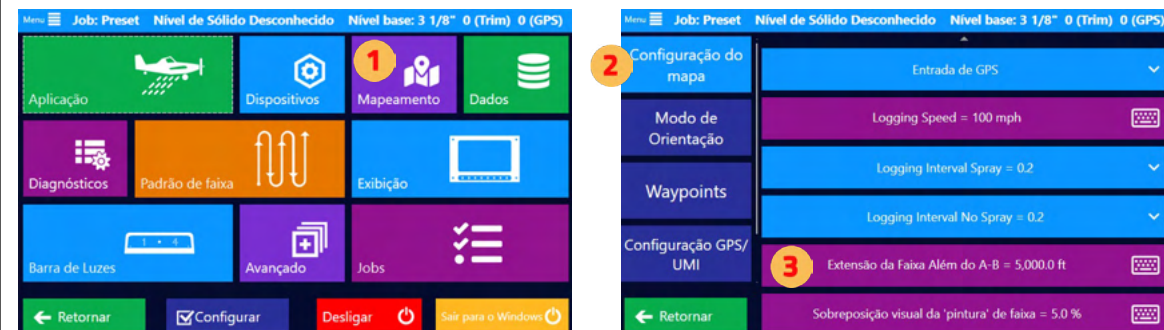 Menu Job: Preset Nível de Sólido Desconhecido Nível base: 3 1/8" 0 (Trim) 0 (GPS)
1
Aplicação
Dispositivos
Mapeamento
Dados
Diagnósticos
Padrão de faixa
Exibição
1 • 4
Barra de Luzes
Avançado
Jobs
Retornar
Configurar
Desligar
Sair para o Windows
Menu Job: Preset Nível de Sólido Desconhecido Nível base: 3 1/8" 0 (Trim) 0 (GPS)
2
Configuração do
mapa
Modo de
Orientação
Waypoints
Configuração GPS/
UMI
Retornar
Entrada de GPS
Logging Speed = 100 mph
Logging Interval Spray = 0.2
Logging Interval No Spray = 0.2
3
Extensão da Faixa Além do A-B = 5,000.0 ft
Sobreposição visual da 'pintura' de faixa = 5.0 %